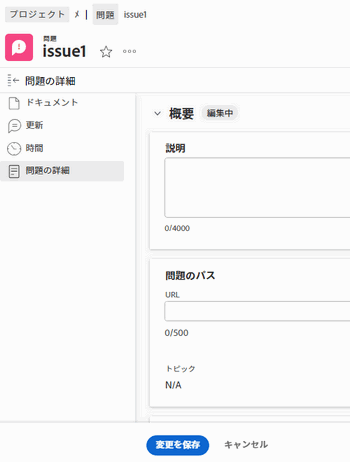 プロジェクト 問題 issue1
問題
issue1
問題の詳細
ドキュメント
更新
時間
問題の詳細
概要 編集中
説明
0/4000
問題のパス
URL
0/500
トピック
N/A
変更を保存 キャンセル